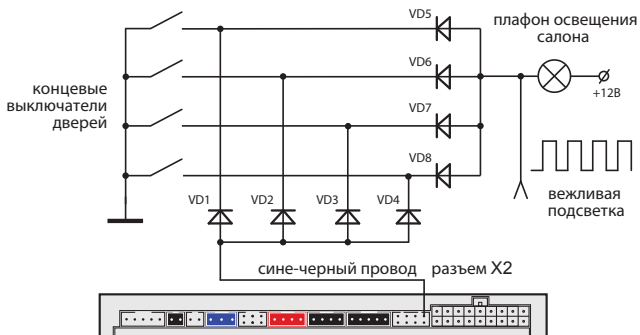 VD5
плафон освещения
салона
VD6
+12В
концевые
выключатели
дверей
VD7
VD8
вежливая
подсветка
VD1 VD2 VD3 VD4
сине-черный провод разъем X2